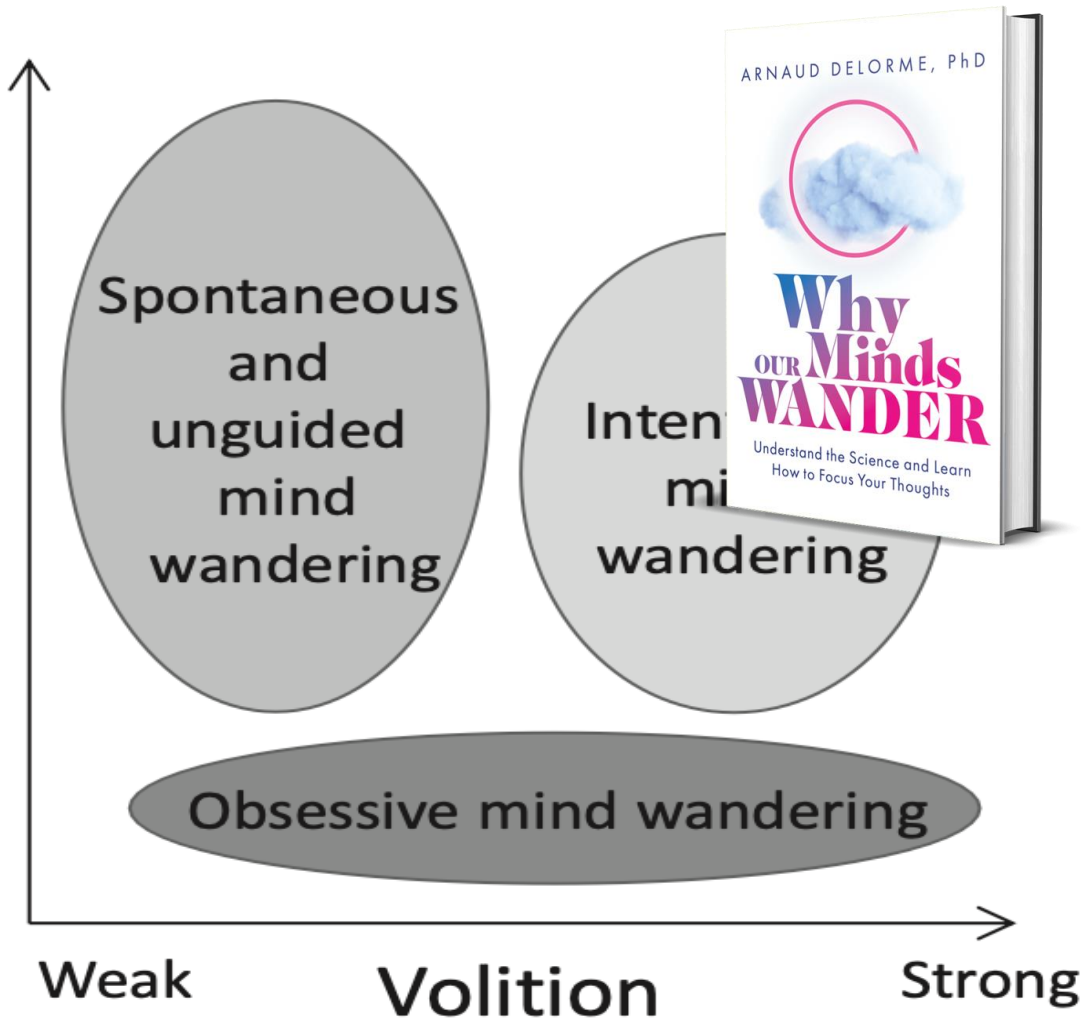 Spontaneous
and
unguided
mind
wandering
wandering
Obsessive mind wandering
Weak
Volition
Strong
ARNAUD DELORME, PhD
Why
OUR Minds
WANDER
Understand the Science and Learn
How to Focus Your Thoughts